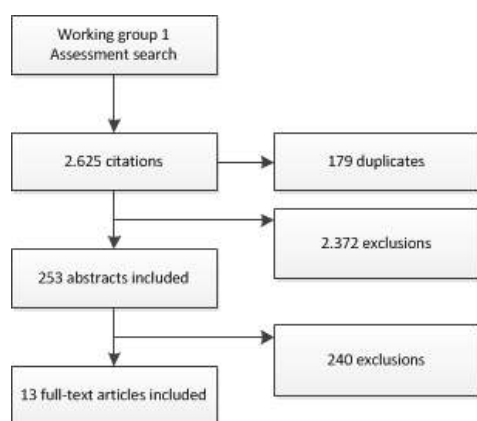 Working group 1
Assessment search
2.625 citations
179 duplicates
2.372 exclusions
253 abstracts included
240 exclusions
13 full-text articles included